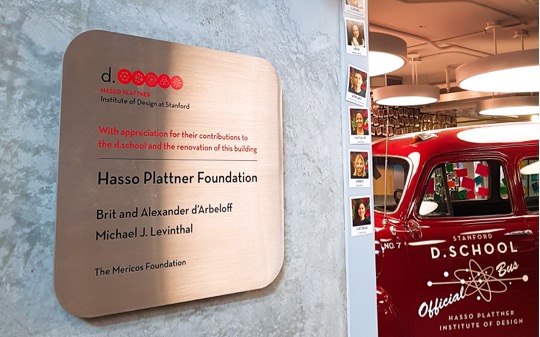 d.
HASSO PLATTNER
Institute of Design at Stanford
With appreciation for their contributions to
the d.school and the renovation of this building
Hasso Plattner Foundation
Brit and Alexander d'Arbeloff
Michael J. Levinthal
The Mericos Foundation
NO. 7
STANFORD
D.SCHOOL
Official Bus
HASSO PLATTNER
INSTITUTE OF DESIGN